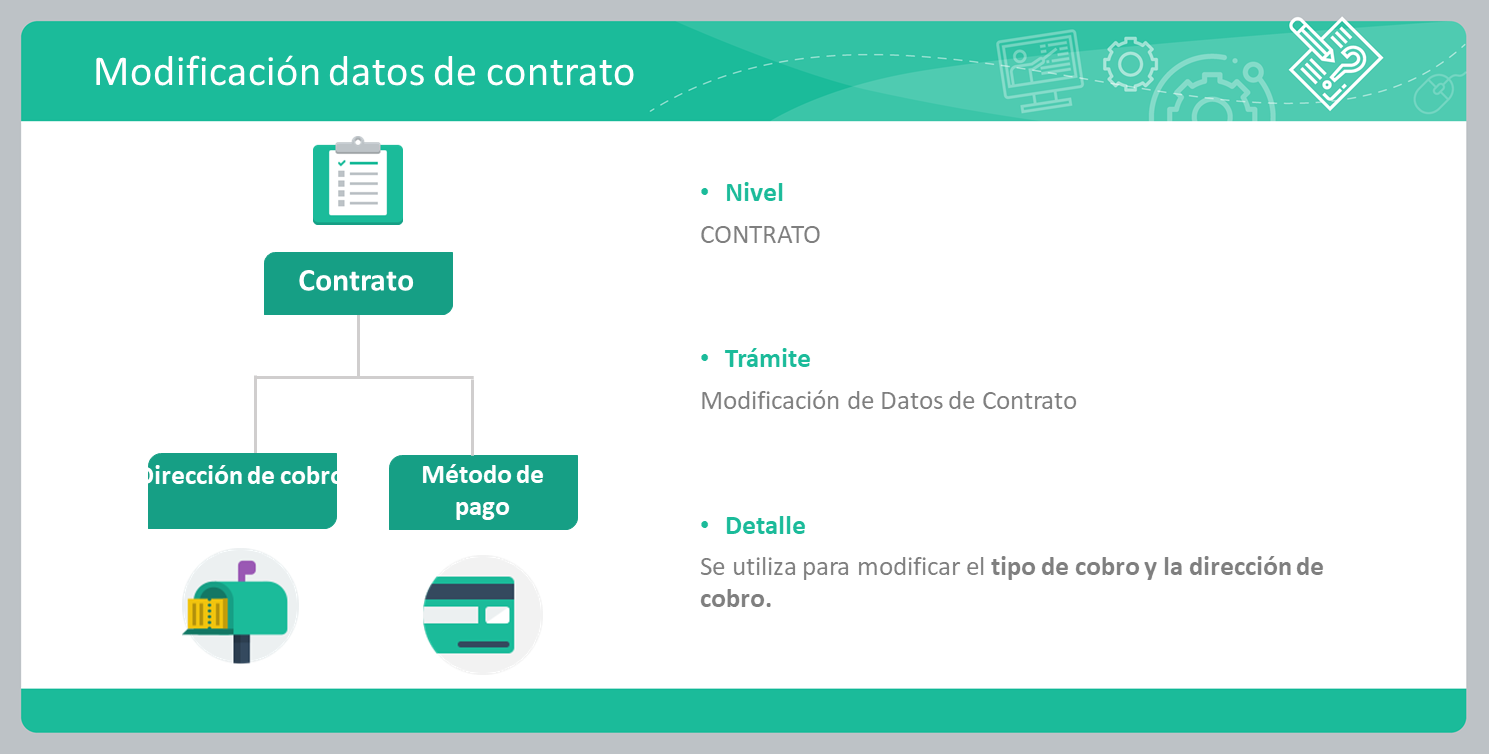 Modificación datos de contrato
Contrato
Dirección de cobro
Método de
pago
• Nivel
CONTRATO
• Trámite
Modificación de Datos de Contrato
• Detalle
Se utiliza para modificar el tipo de cobro y la dirección de
cobro.